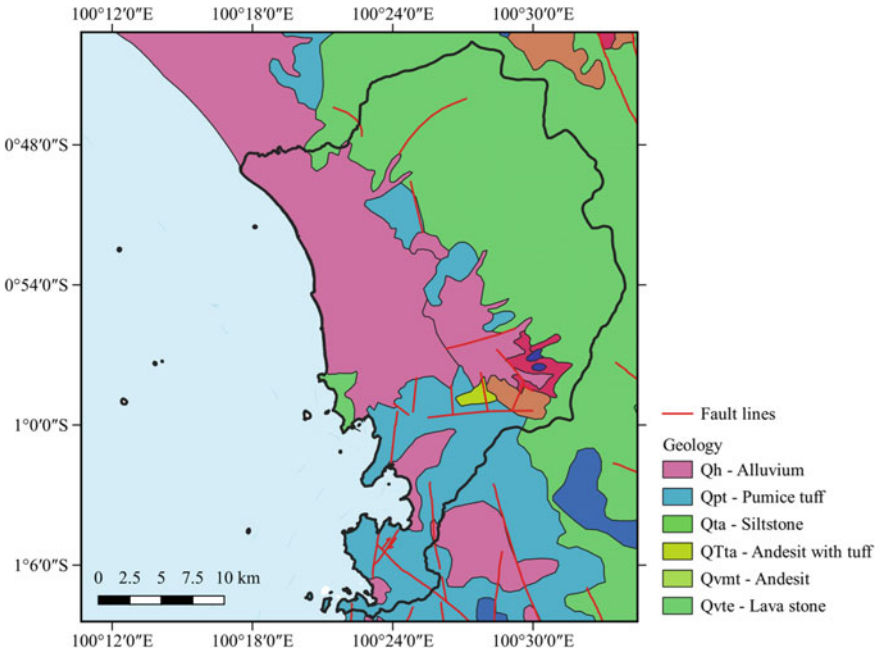 100°12′0″E 100°18′0″E 100°24′0″E 100°30′0″E
0°48′0″S
0°54′0″S
1°0′0″S
1°6′0″S
Fault lines
Geology
Qh - Alluvium
Qpt - Pumice tuff
Qta - Siltstone
QTta - Andesit with tuff
Qvmt - Andesit
Qvte - Lava stone
0 2.5 5 7.5 10 km
100°12′0″E 100°18′0″E 100°24′0″E 100°30′0″E